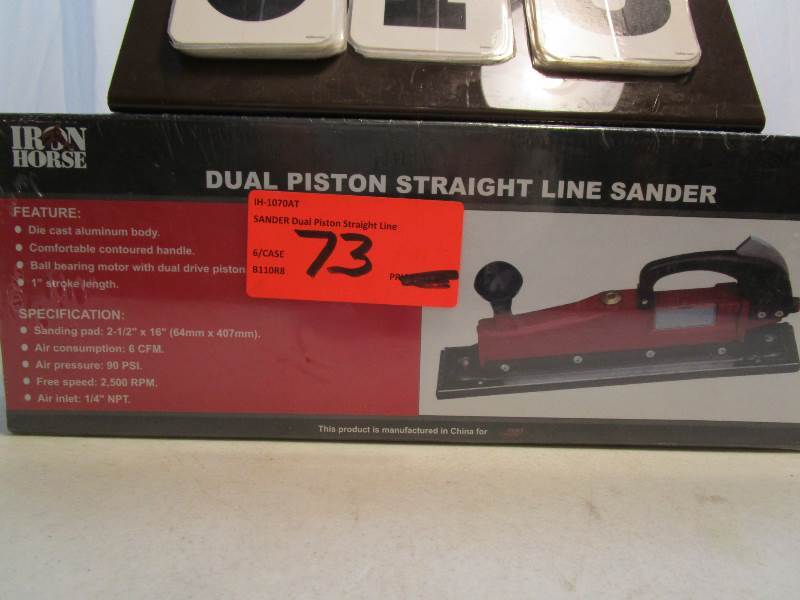 IRON
HORSE
DUAL PISTON STRAIGHT LINE SANDER
FEATURE:
● Die cast aluminum body.
● Comfortable contoured handle.
● Ball bearing motor with dual drive piston
● 1" stroke length.
SPECIFICATION:
● Sanding pad: 2-1/2" x 16" (64mm x 407mm).
● Air consumption: 6 CFM.
● Air pressure: 90 PSI.
● Free speed: 2,500 RPM.
● Air inlet: 1/4" NPT.
IH-1070AT
SANDER Dual Piston Straight Line
6/CASE
B110R8
73
This product is manufactured in China for